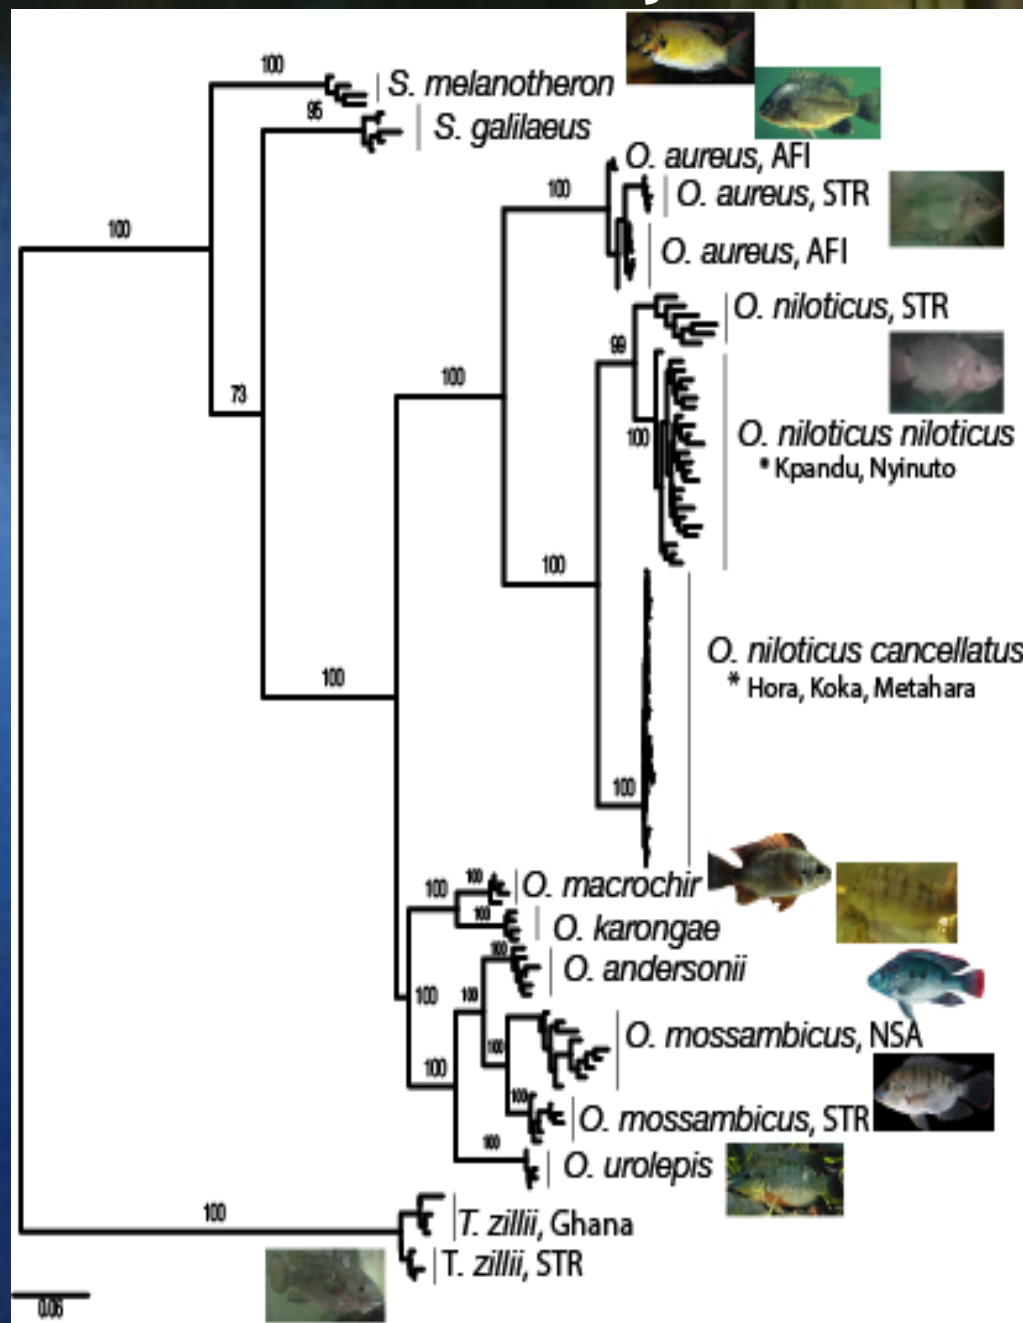 100
S. melanotheron
95
S. galilaeus
O. aureus, AFI
100
O. aureus, STR
100
O. aureus, AFI
O. niloticus, STR
99
100
73
O. niloticus niloticus
100
* Kpandu, Nyinuto
100
O. niloticus cancellatus
100
* Hora, Koka, Metahara
100
100
O. macrochir
100
100
O. karongae
100
O. andersonii
100
100
O. mossambicus, NSA
100
100
100
O. mossambicus, STR
100
O. urolepis
100
T. zillii, Ghana
T. zillii, STR
0.06